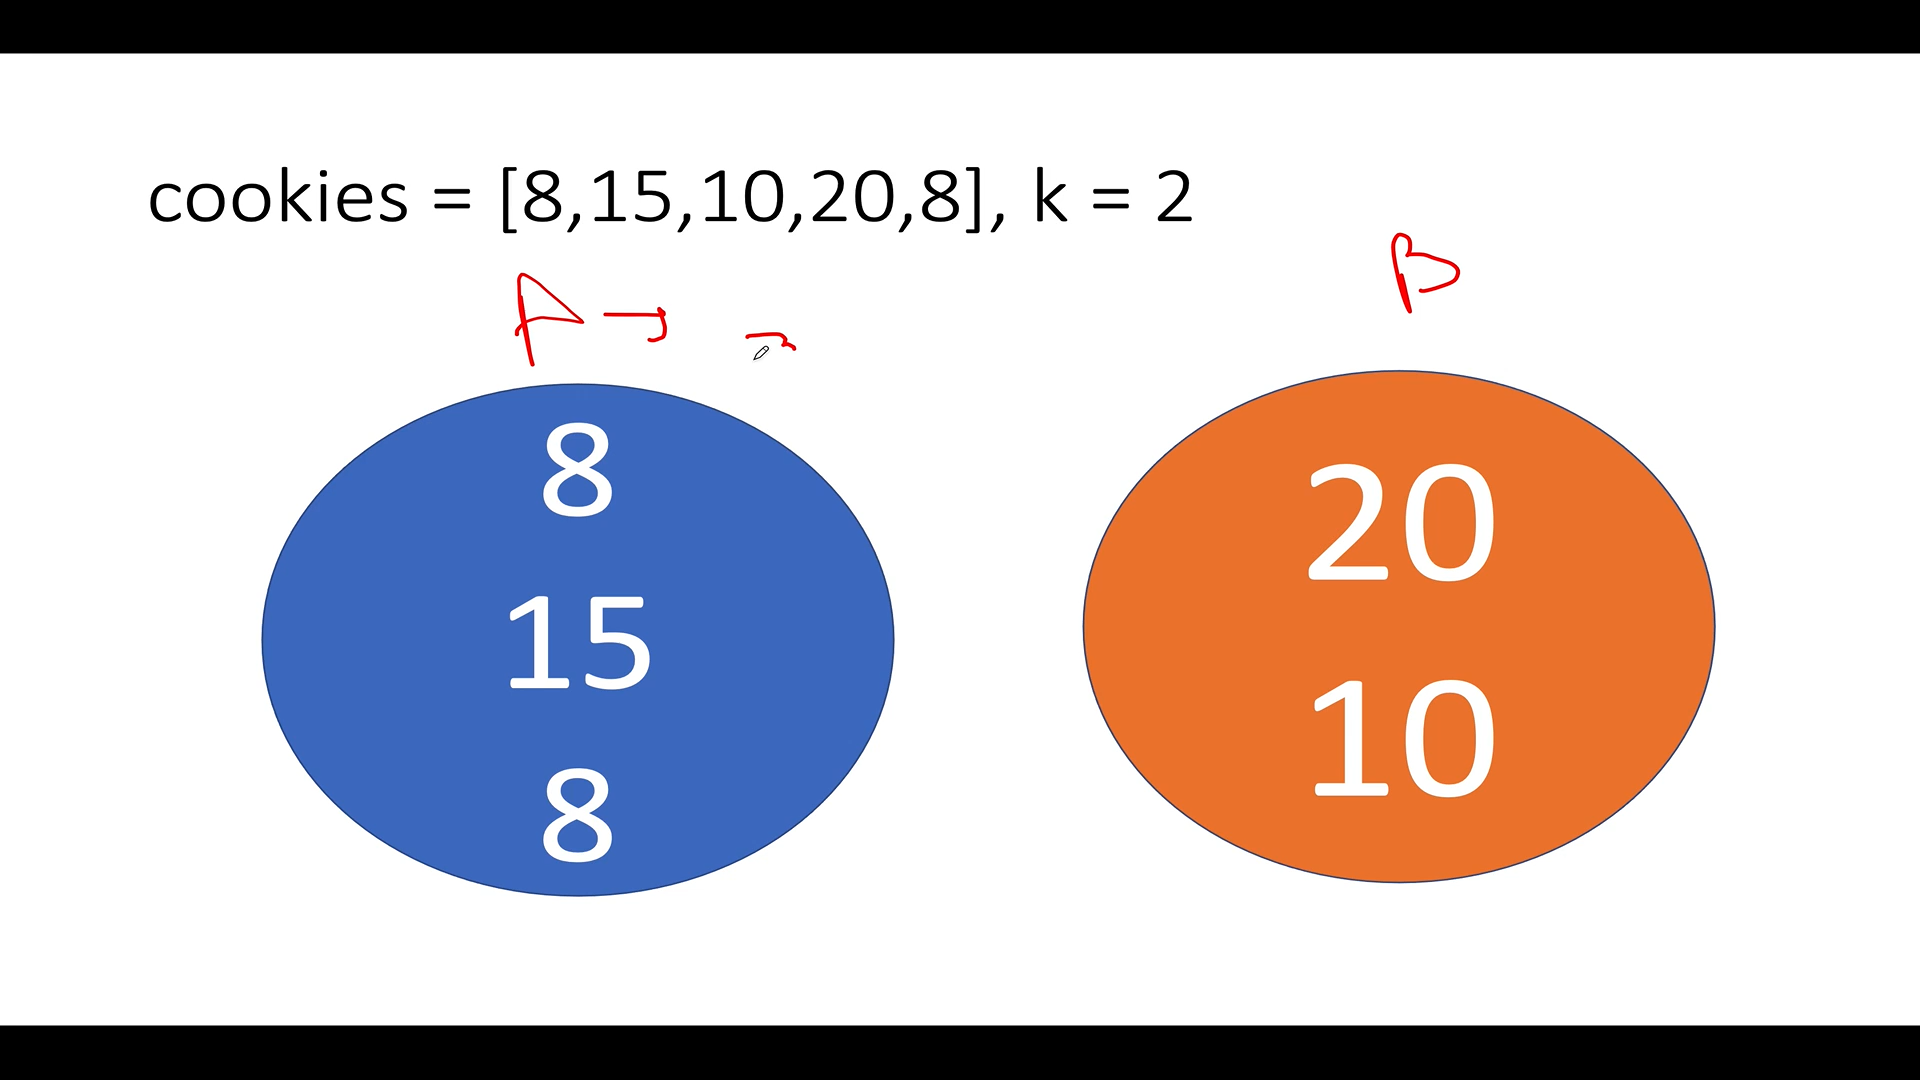 cookies = [8,15,10,20,8], k = 2
A →
B
8
15
8
20
10